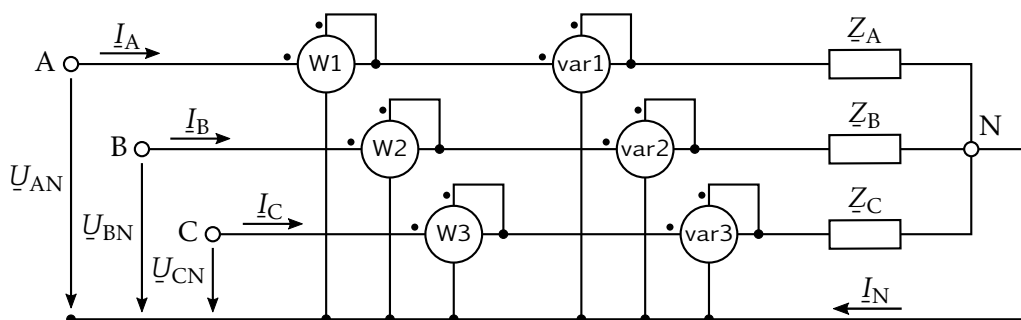 I_A
W1
var1
Z_A
A
I_B
W2
var2
Z_B
N
B
U_AN
I_C
W3
var3
Z_C
C
U_BN
U_CN
I_N